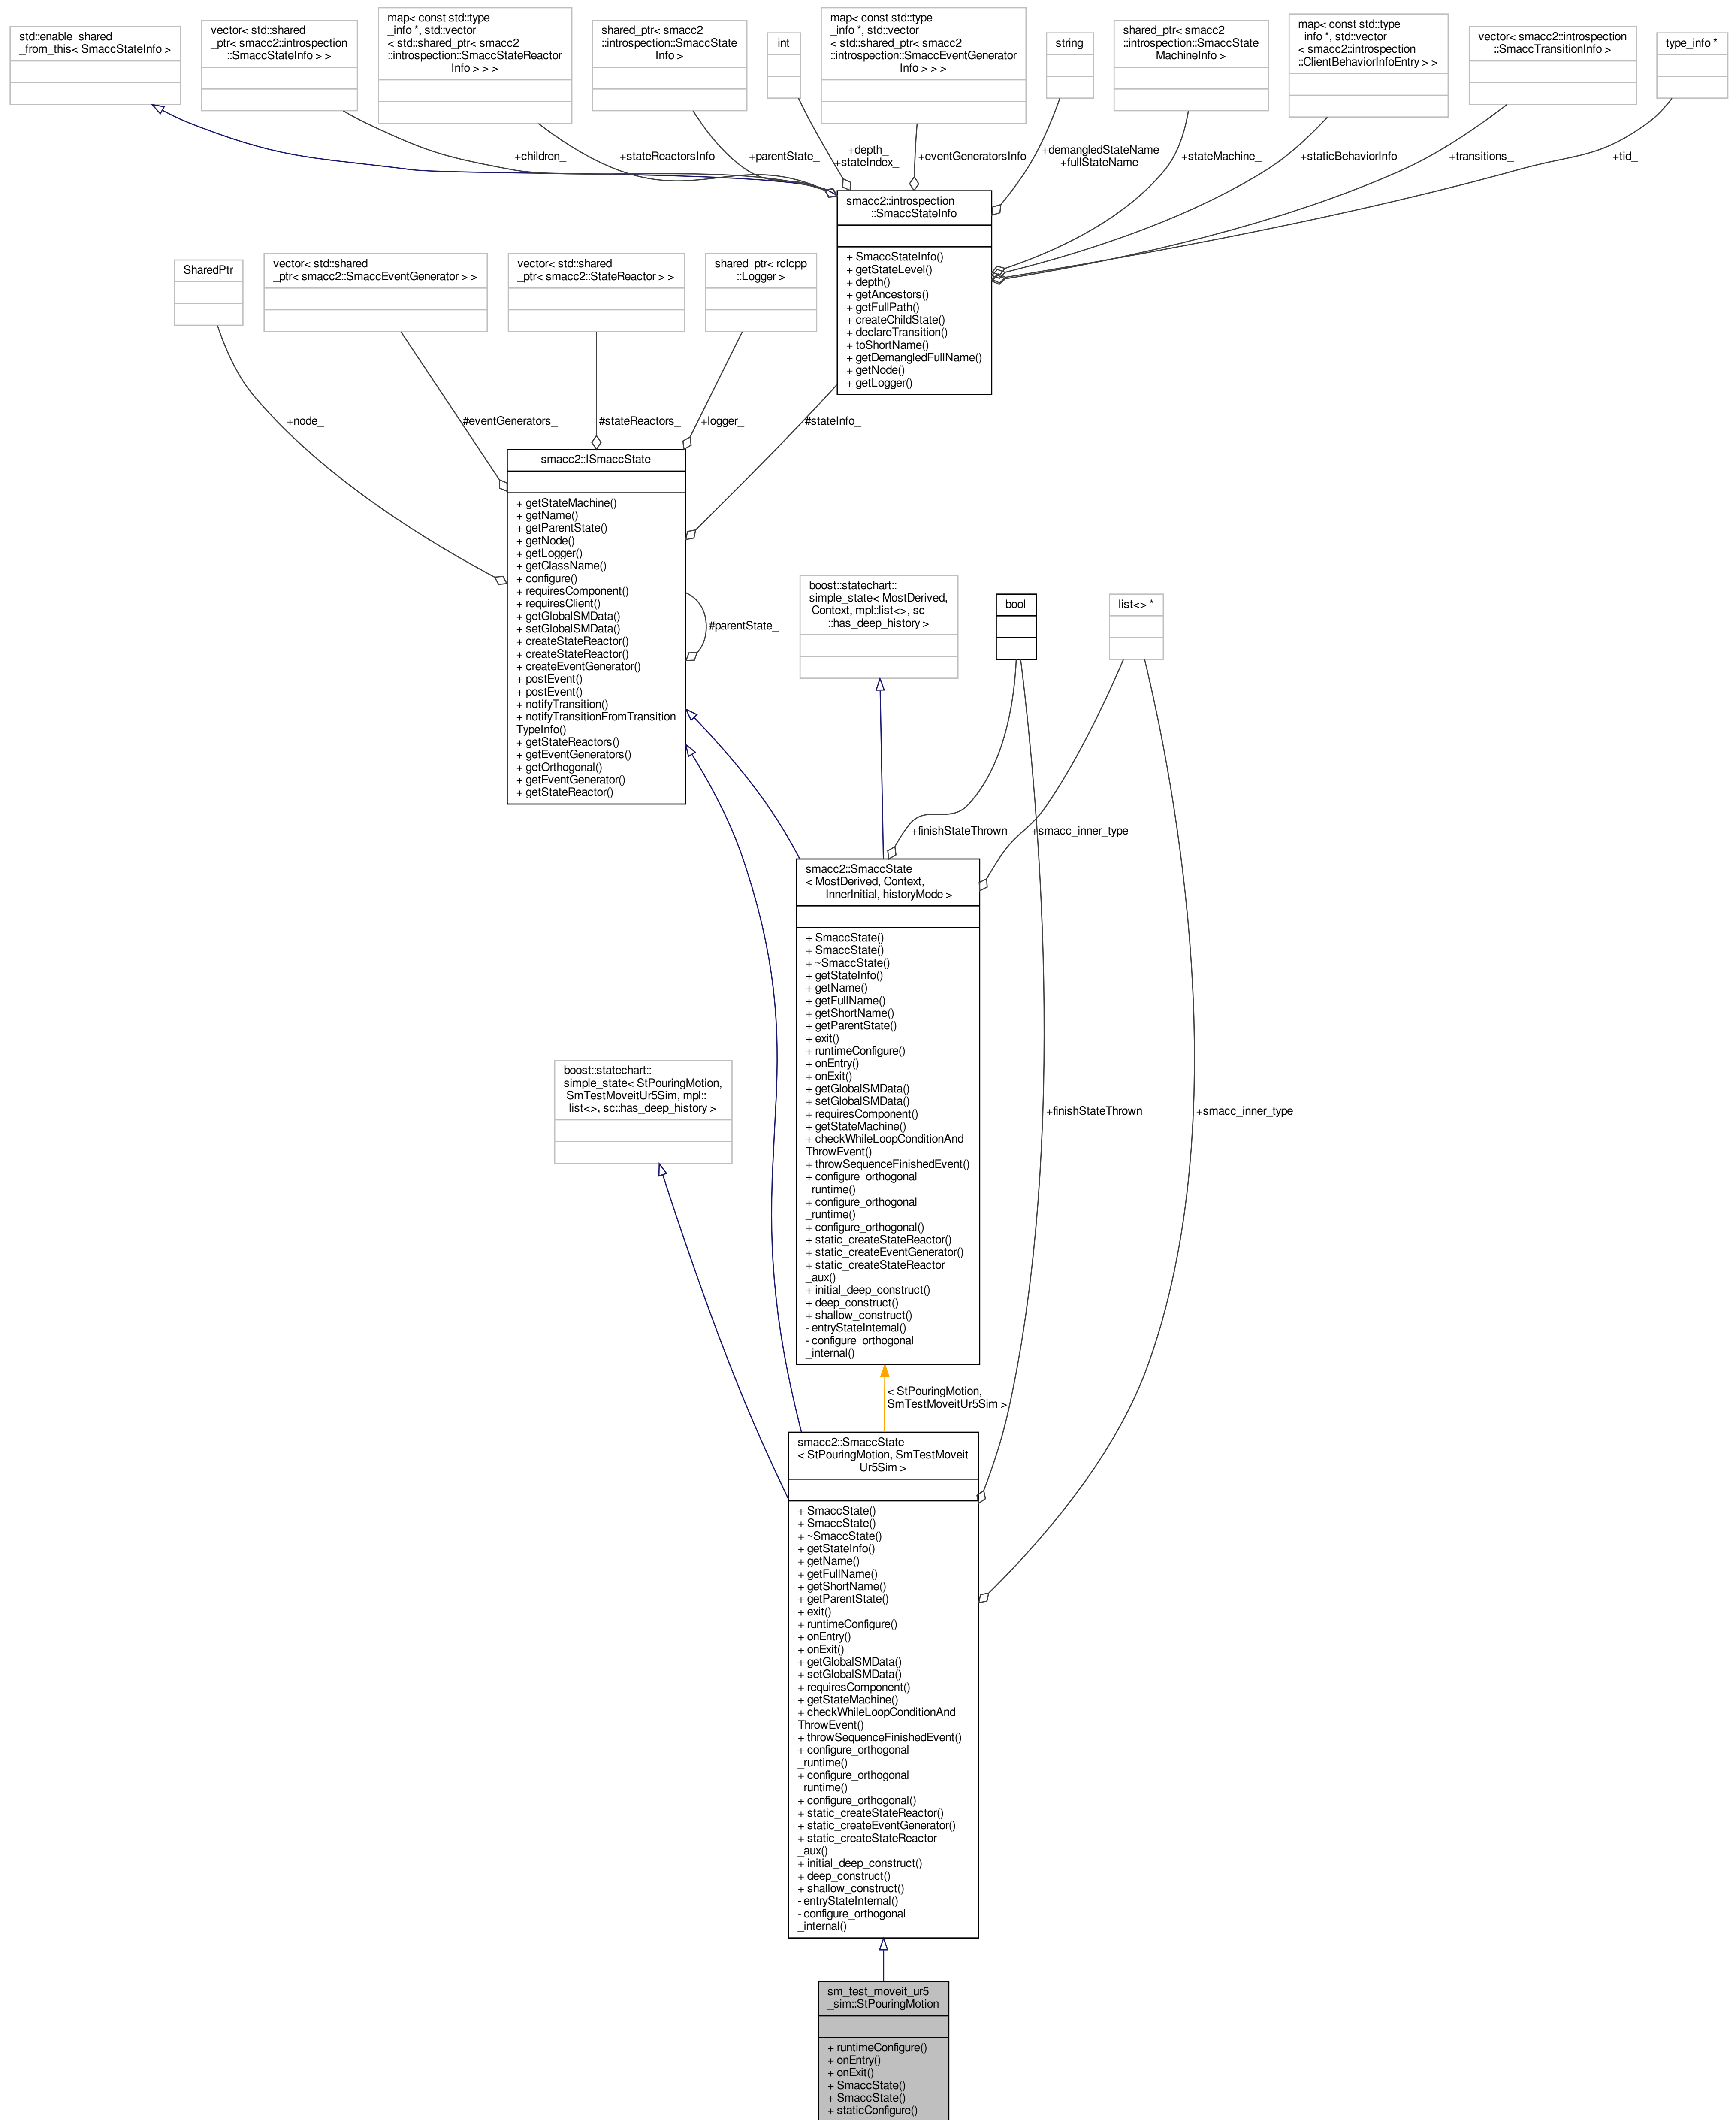 std::enable_shared
_from_this< SmaccStateInfo >
vector< std::shared
_ptr< smacc2::introspection
::SmaccStateInfo > >
map< const std::type
_info *, std::vector
< std::shared_ptr< smacc2
::introspection::SmaccStateReactor
Info > > >
shared_ptr< smacc2
::introspection::SmaccState
Info >
int
map< const std::type
_info *, std::vector
< std::shared_ptr< smacc2
::introspection::SmaccEventGenerator
Info > > >
string
shared_ptr< smacc2
::introspection::SmaccState
MachineInfo >
map< const std::type
_info *, std::vector
< smacc2::introspection
::ClientBehaviorInfoEntry > >
vector< smacc2::introspection
::SmaccTransitionInfo >
type_info *
+children_
+stateReactorsInfo
+parentState_
+depth_
+stateIndex_
+eventGeneratorsInfo
+demangledStateName
+fullStateName
+stateMachine_
+staticBehaviorInfo
+transitions_
+tid_
smacc2::introspection
::SmaccStateInfo
+ SmaccStateInfo()
+ getStateLevel()
+ depth()
+ getAncestors()
+ getFullPath()
+ createChildState()
+ declareTransition()
+ toShortName()
+ getDemangledFullName()
+ getNode()
+ getLogger()
SharedPtr
vector< std::shared
_ptr< smacc2::SmaccEventGenerator > >
vector< std::shared
_ptr< smacc2::StateReactor > >
shared_ptr< rclcpp
::Logger >
+node_
#eventGenerators_
#stateReactors_
+logger_
#stateInfo_
smacc2::ISmaccState
+ getStateMachine()
+ getName()
+ getParentState()
+ getNode()
+ getLogger()
+ getClassName()
+ configure()
+ requiresComponent()
+ requiresClient()
+ getGlobalSMData()
+ setGlobalSMData()
+ createStateReactor()
+ createStateReactor()
+ createEventGenerator()
+ postEvent()
+ postEvent()
+ notifyTransition()
+ notifyTransitionFromTransition
TypeInfo()
+ getStateReactors()
+ getEventGenerators()
+ getOrthogonal()
+ getEventGenerator()
+ getStateReactor()
#parentState_
boost::statechart::
simple_state< MostDerived,
Context, mpl::list<>, sc
::has_deep_history >
bool
list<> *
+finishStateThrown
+smacc_inner_type
smacc2::SmaccState
< MostDerived, Context,
InnerInitial, historyMode >
+ SmaccState()
+ SmaccState()
+ ~SmaccState()
+ getStateInfo()
+ getName()
+ getFullName()
+ getShortName()
+ getParentState()
+ exit()
+ runtimeConfigure()
+ onEntry()
+ onExit()
+ getGlobalSMData()
+ setGlobalSMData()
+ requiresComponent()
+ getStateMachine()
+ checkWhileLoopConditionAnd
ThrowEvent()
+ throwSequenceFinishedEvent()
+ configure_orthogonal
_runtime()
+ configure_orthogonal
_runtime()
+ configure_orthogonal()
+ static_createStateReactor()
+ static_createEventGenerator()
+ static_createStateReactor
_aux()
+ initial_deep_construct()
+ deep_construct()
+ shallow_construct()
- entryStateInternal()
- configure_orthogonal
_internal()
boost::statechart::
simple_state< StPouringMotion,
SmTestMoveitUr5Sim, mpl::
list<>, sc::has_deep_history >
+finishStateThrown
+smacc_inner_type
< StPouringMotion,
SmTestMoveitUr5Sim >
smacc2::SmaccState
< StPouringMotion, SmTestMoveit
Ur5Sim >
+ SmaccState()
+ SmaccState()
+ ~SmaccState()
+ getStateInfo()
+ getName()
+ getFullName()
+ getShortName()
+ getParentState()
+ exit()
+ runtimeConfigure()
+ onEntry()
+ onExit()
+ getGlobalSMData()
+ setGlobalSMData()
+ requiresComponent()
+ getStateMachine()
+ checkWhileLoopConditionAnd
ThrowEvent()
+ throwSequenceFinishedEvent()
+ configure_orthogonal
_runtime()
+ configure_orthogonal
_runtime()
+ configure_orthogonal()
+ static_createStateReactor()
+ static_createEventGenerator()
+ static_createStateReactor
_aux()
+ initial_deep_construct()
+ deep_construct()
+ shallow_construct()
- entryStateInternal()
- configure_orthogonal
_internal()
sm_test_moveit_ur5
_sim::StPouringMotion
+ runtimeConfigure()
+ onEntry()
+ onExit()
+ SmaccState()
+ SmaccState()
+ staticConfigure()